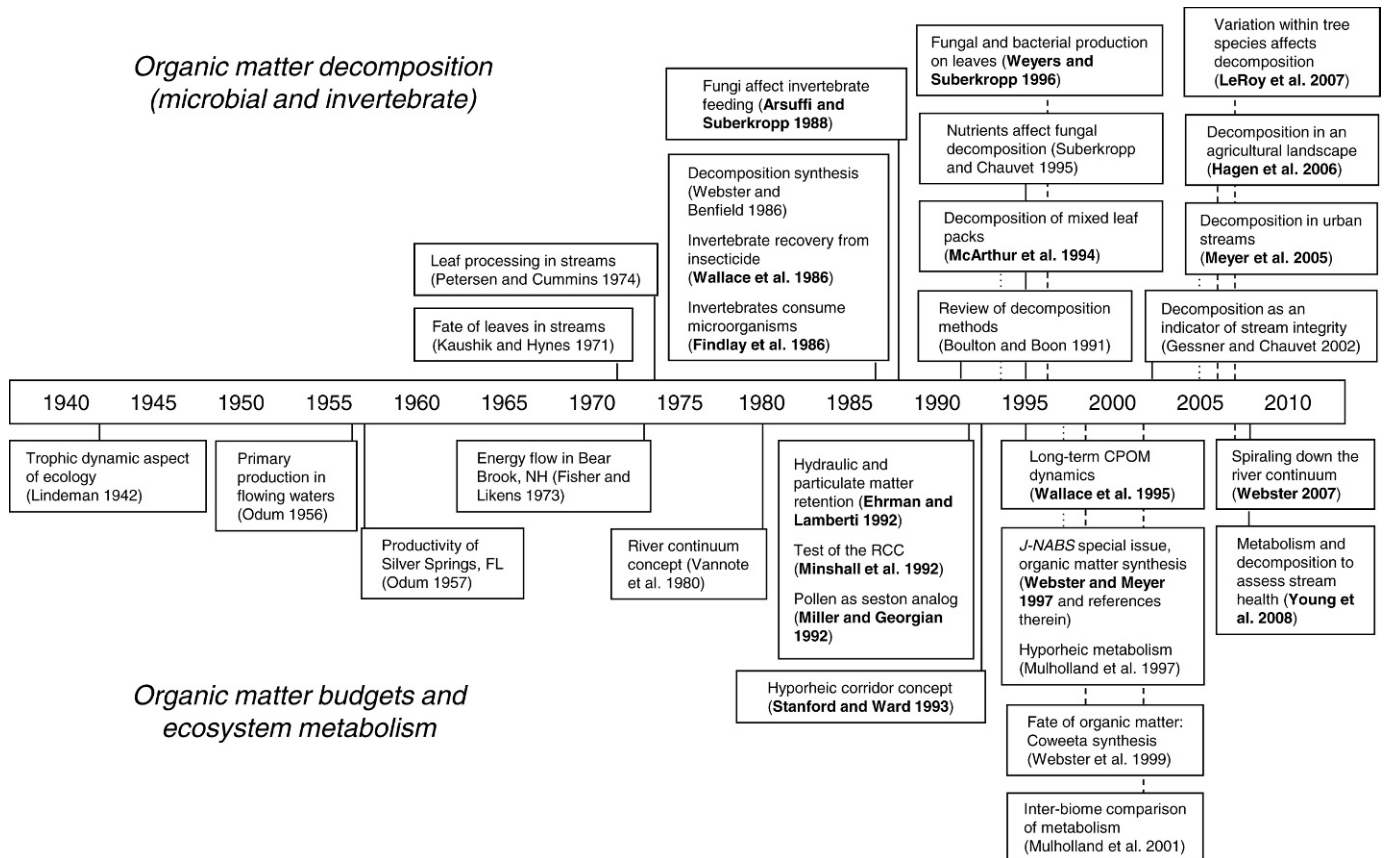 Organic matter decomposition
(microbial and invertebrate)
Fungi affect invertebrate
feeding (Arsuffi and
Suberkropp 1988)
Fungal and bacterial production
on leaves (Weyers and
Suberkropp 1996)
Variation within tree
species affects
decomposition
(LeRoy et al. 2007)
Nutrients affect fungal
decomposition (Suberkropp
and Chauvet 1995)
Decomposition in an
agricultural landscape
(Hagen et al. 2006)
Decomposition synthesis
(Webster and
Benfield 1986)
Invertebrate recovery from
insecticide
(Wallace et al. 1986)
Invertebrates consume
microorganisms
(Findlay et al. 1986)
Decomposition of mixed leaf
packs
(McArthur et al. 1994)
Decomposition in urban
streams
(Meyer et al. 2005)
Leaf processing in streams
(Petersen and Cummins 1974)
Fate of leaves in streams
(Kaushik and Hynes 1971)
Review of decomposition
methods
(Boulton and Boon 1991)
Decomposition as an
indicator of stream integrity
(Gessner and Chauvet 2002)
1940 1945 1950 1955 1960 1965 1970 1975 1980 1985 1990 1995 2000 2005 2010
Trophic dynamic aspect
of ecology
(Lindeman 1942)
Primary
production in
flowing waters
(Odum 1956)
Productivity of
Silver Springs, FL
(Odum 1957)
Energy flow in Bear
Brook, NH (Fisher and
Likens 1973)
River continuum
concept (Vannote
et al. 1980)
Hydraulic and
particulate matter
retention (Ehrman and
Lamberti 1992)
Test of the RCC
(Minshall et al. 1992)
Pollen as seston analog
(Miller and Georgian
1992)
Hyporheic corridor concept
(Stanford and Ward 1993)
Long-term CPOM
dynamics
(Wallace et al. 1995)
J-NABS special issue,
organic matter synthesis
(Webster and Meyer
1997 and references
therein)
Hyporheic metabolism
(Mulholland et al. 1997)
Fate of organic matter:
Coweeta synthesis
(Webster et al. 1999)
Inter-biome comparison
of metabolism
(Mulholland et al. 2001)
Spiraling down the
river continuum
(Webster 2007)
Metabolism and
decomposition to
assess stream
health (Young et
al. 2008)
Organic matter budgets and
ecosystem metabolism